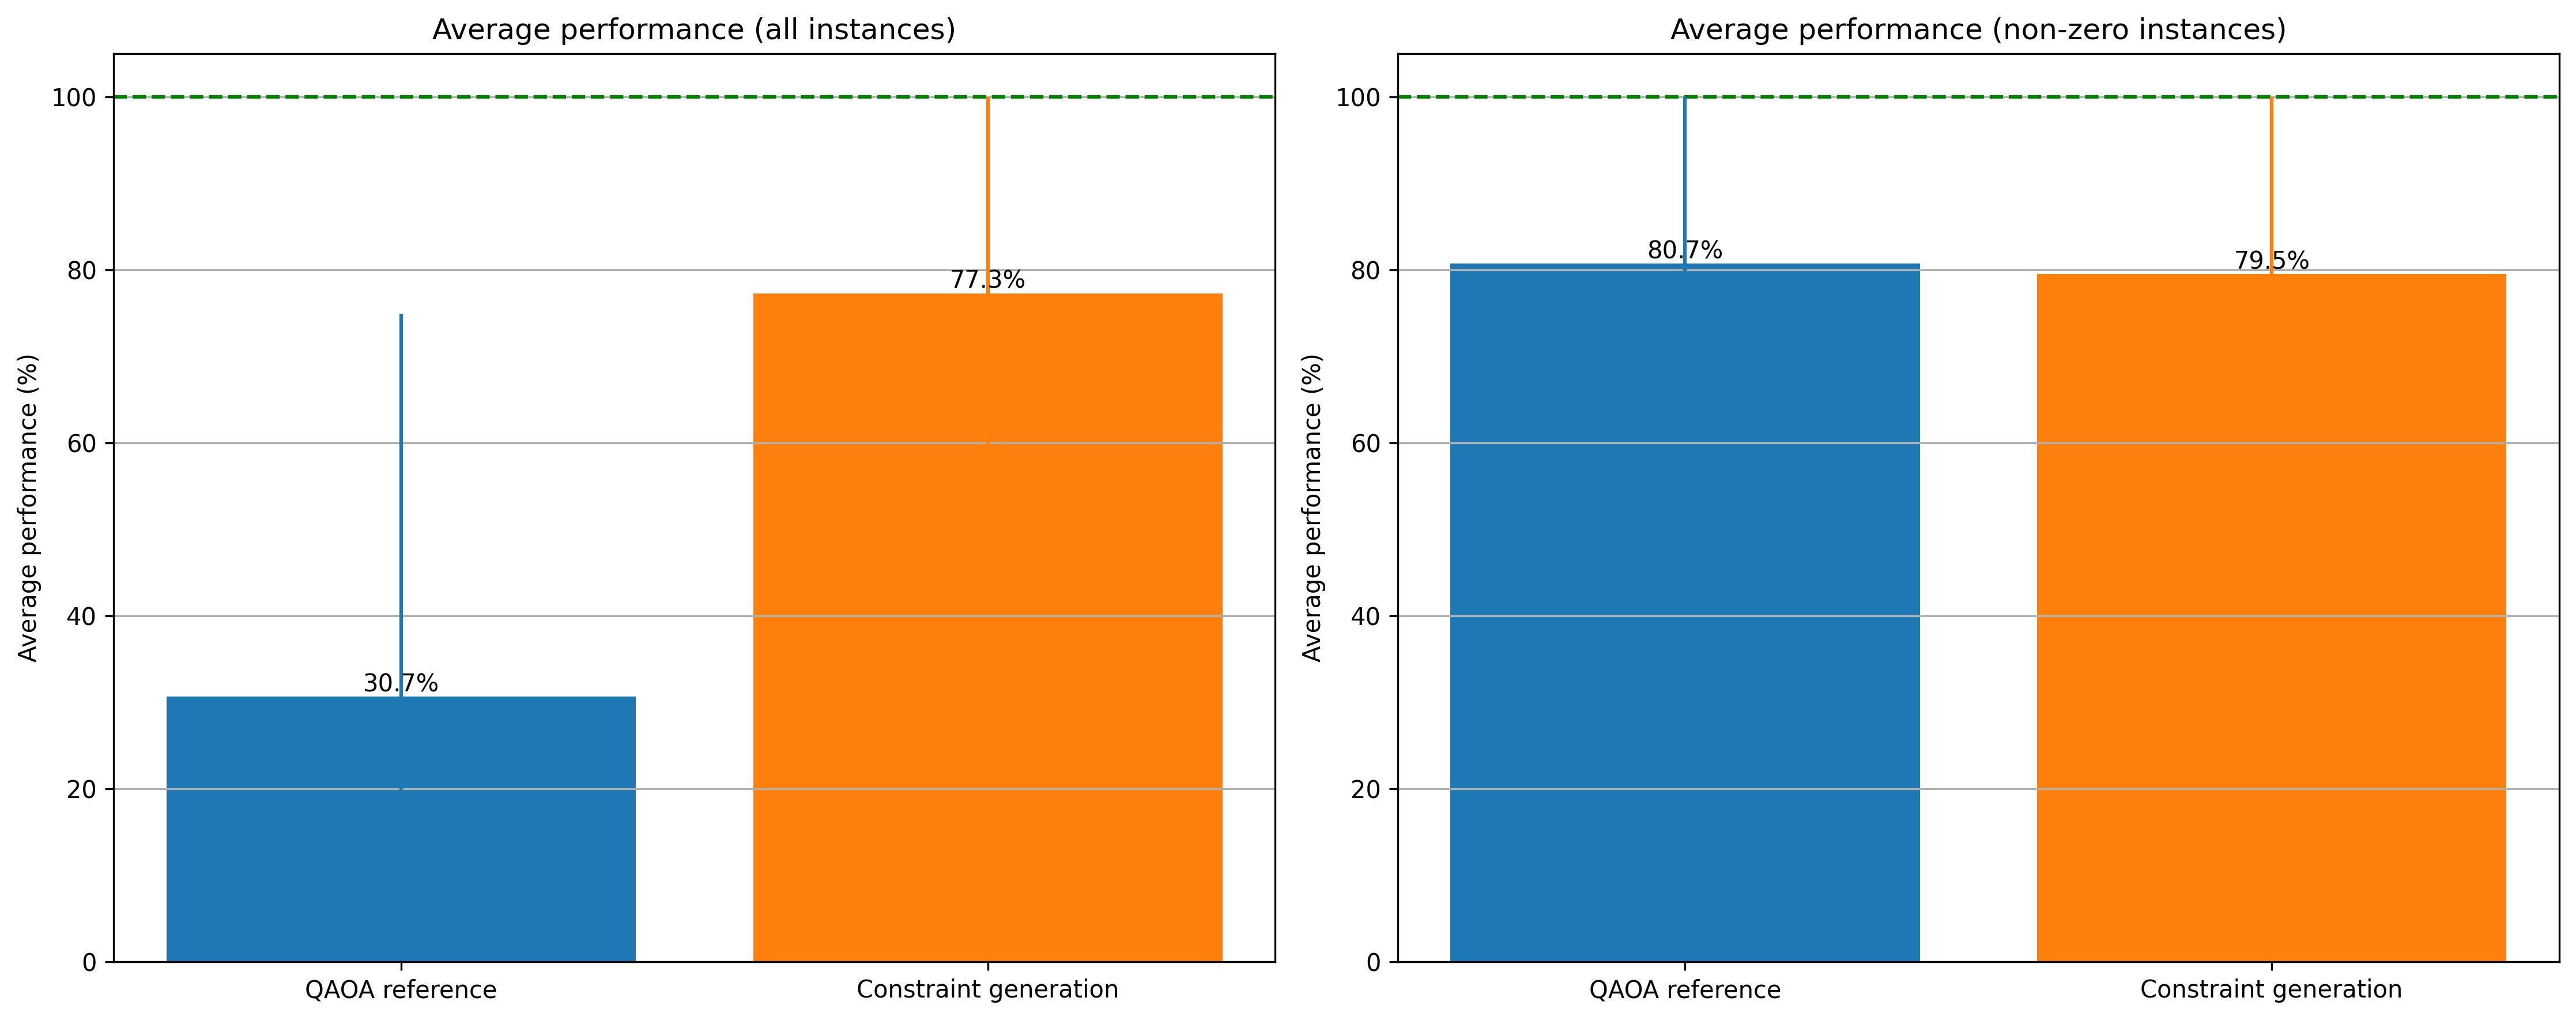 Average performance (all instances)
Average performance (%)
100
80
60
40
20
0
30.7%
77.3%
QAOA reference
Constraint generation
Average performance (non-zero instances)
Average performance (%)
100
80
60
40
20
0
80.7%
79.5%
QAOA reference
Constraint generation